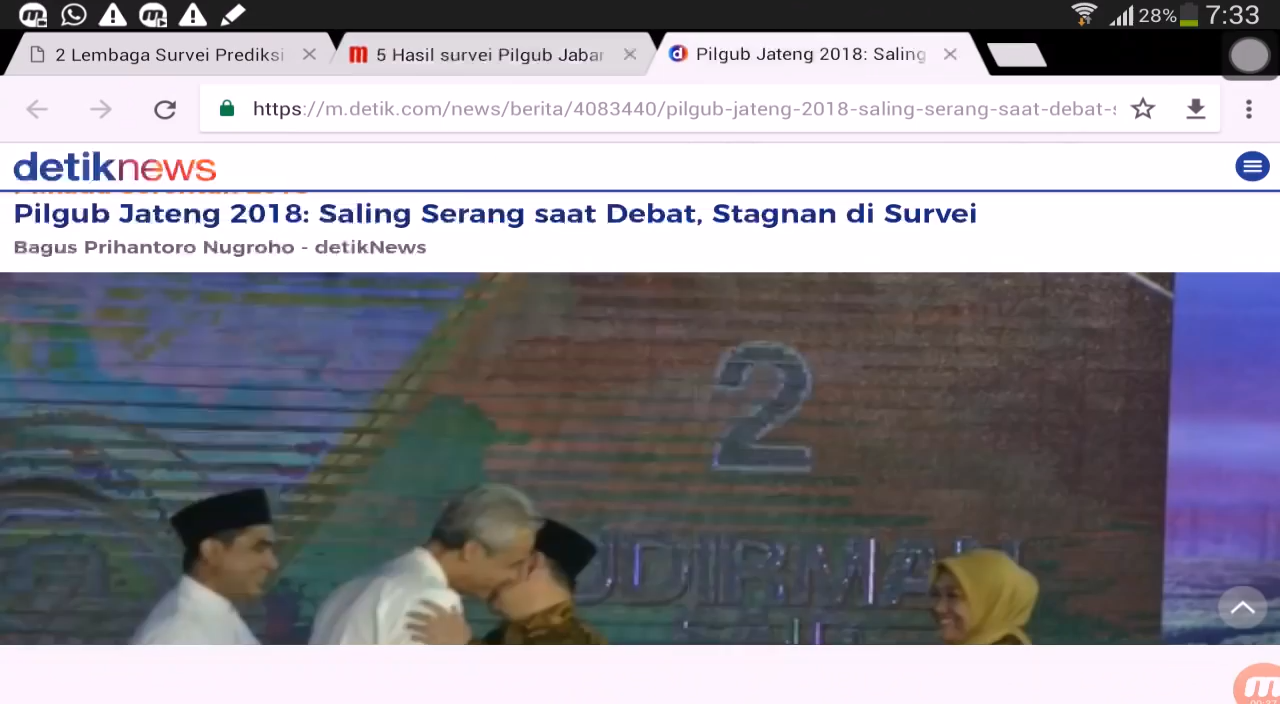 28% 7:33
2 Lembaga Survei Prediksi
5 Hasil survei Pilgub Jabar
Pilgub Jateng 2018: Saling
https://m.detik.com/news/berita/4083440/pilgub-jateng-2018-saling-serang-saat-debat-s
detiknews
Pilgub Jateng 2018: Saling Serang saat Debat, Stagnan di Survei
Bagus Prihantoro Nugroho - detikNews
2
UDIRMA